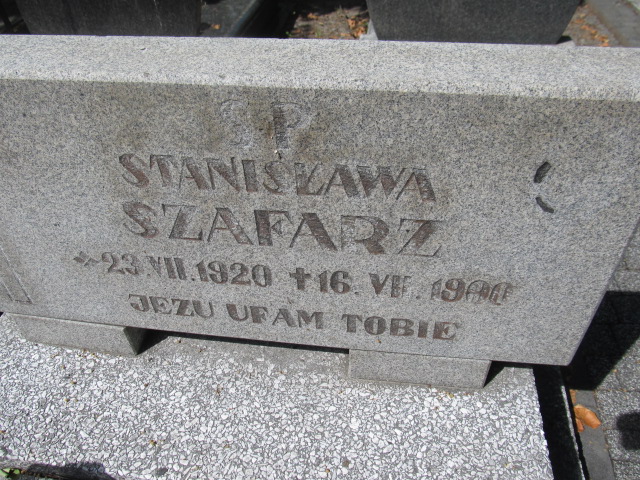 S P
STANISŁAWA
SZAFARZ
23.VII.1920 +16.
JEZU UFAM TOBIE